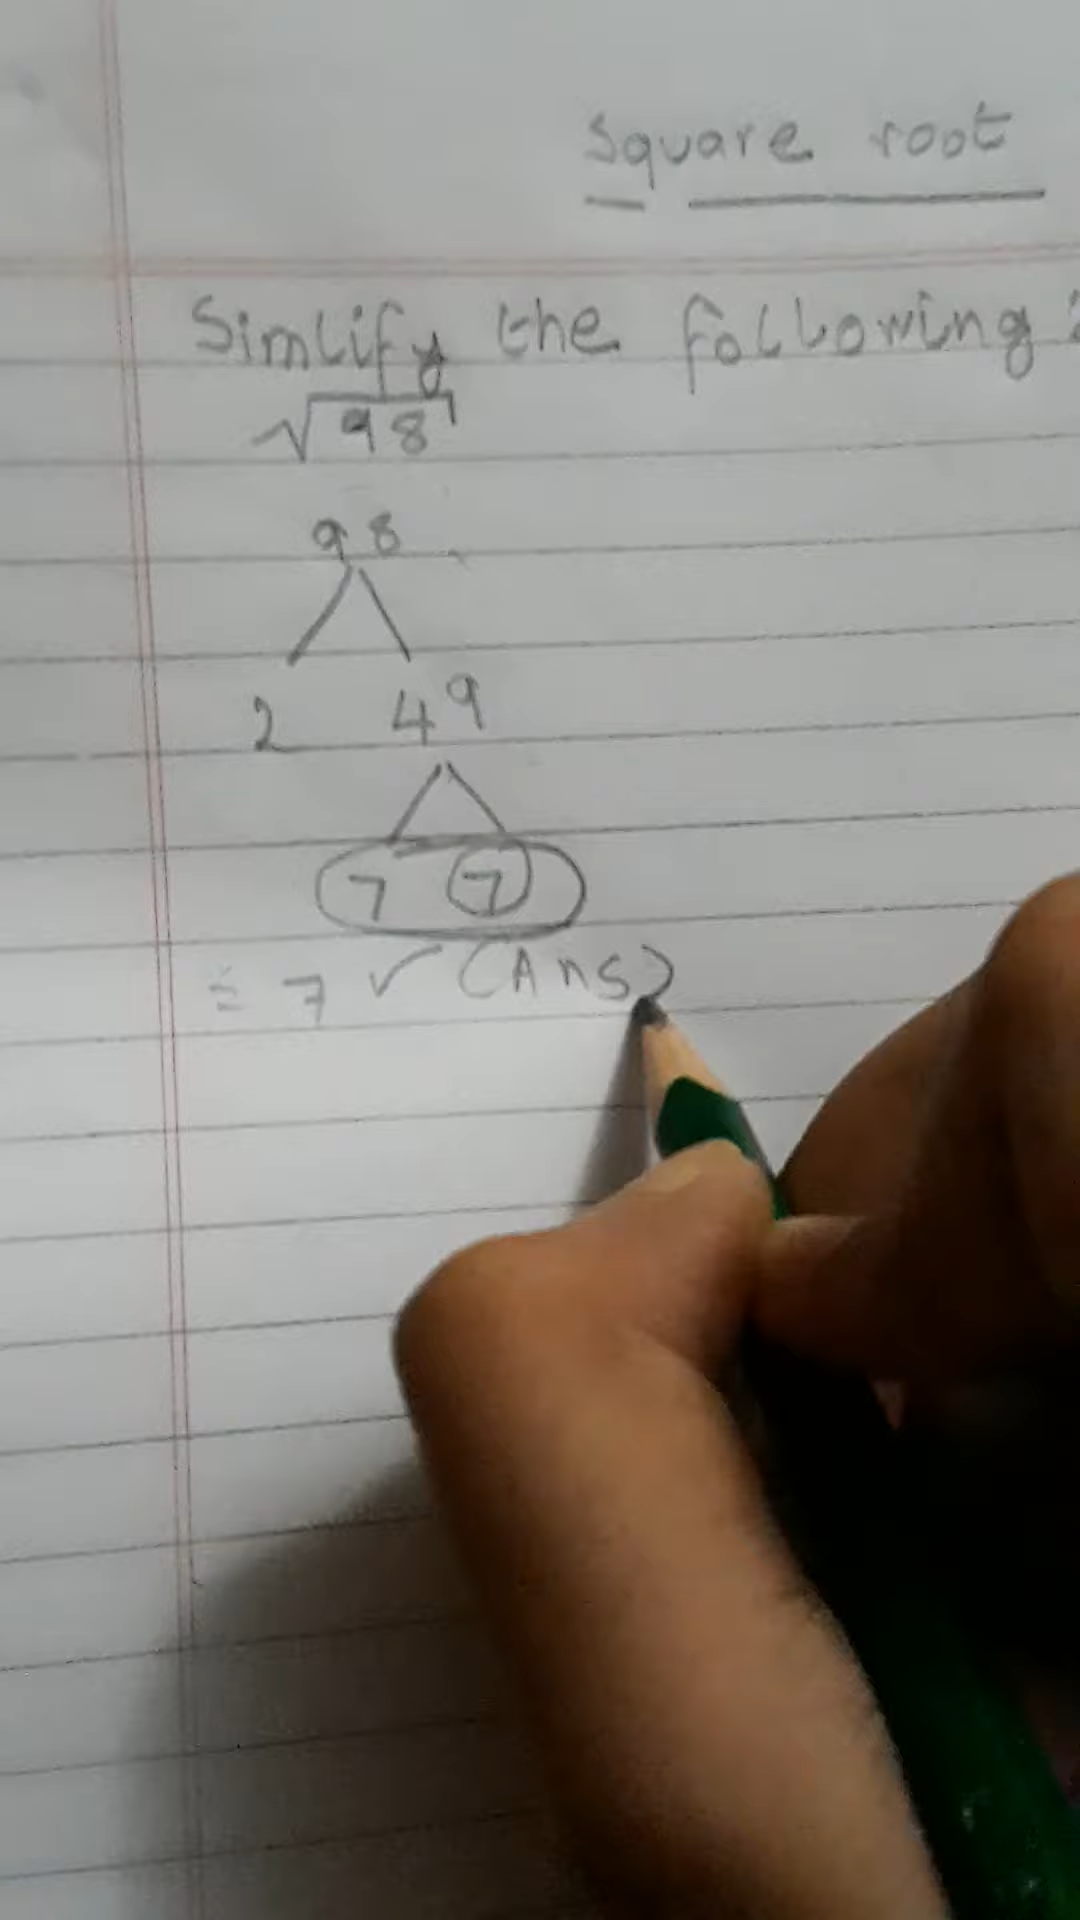 Square root
Simlify the following :
√98
98
2 49
7 7
= 7 ✓ (Ans)